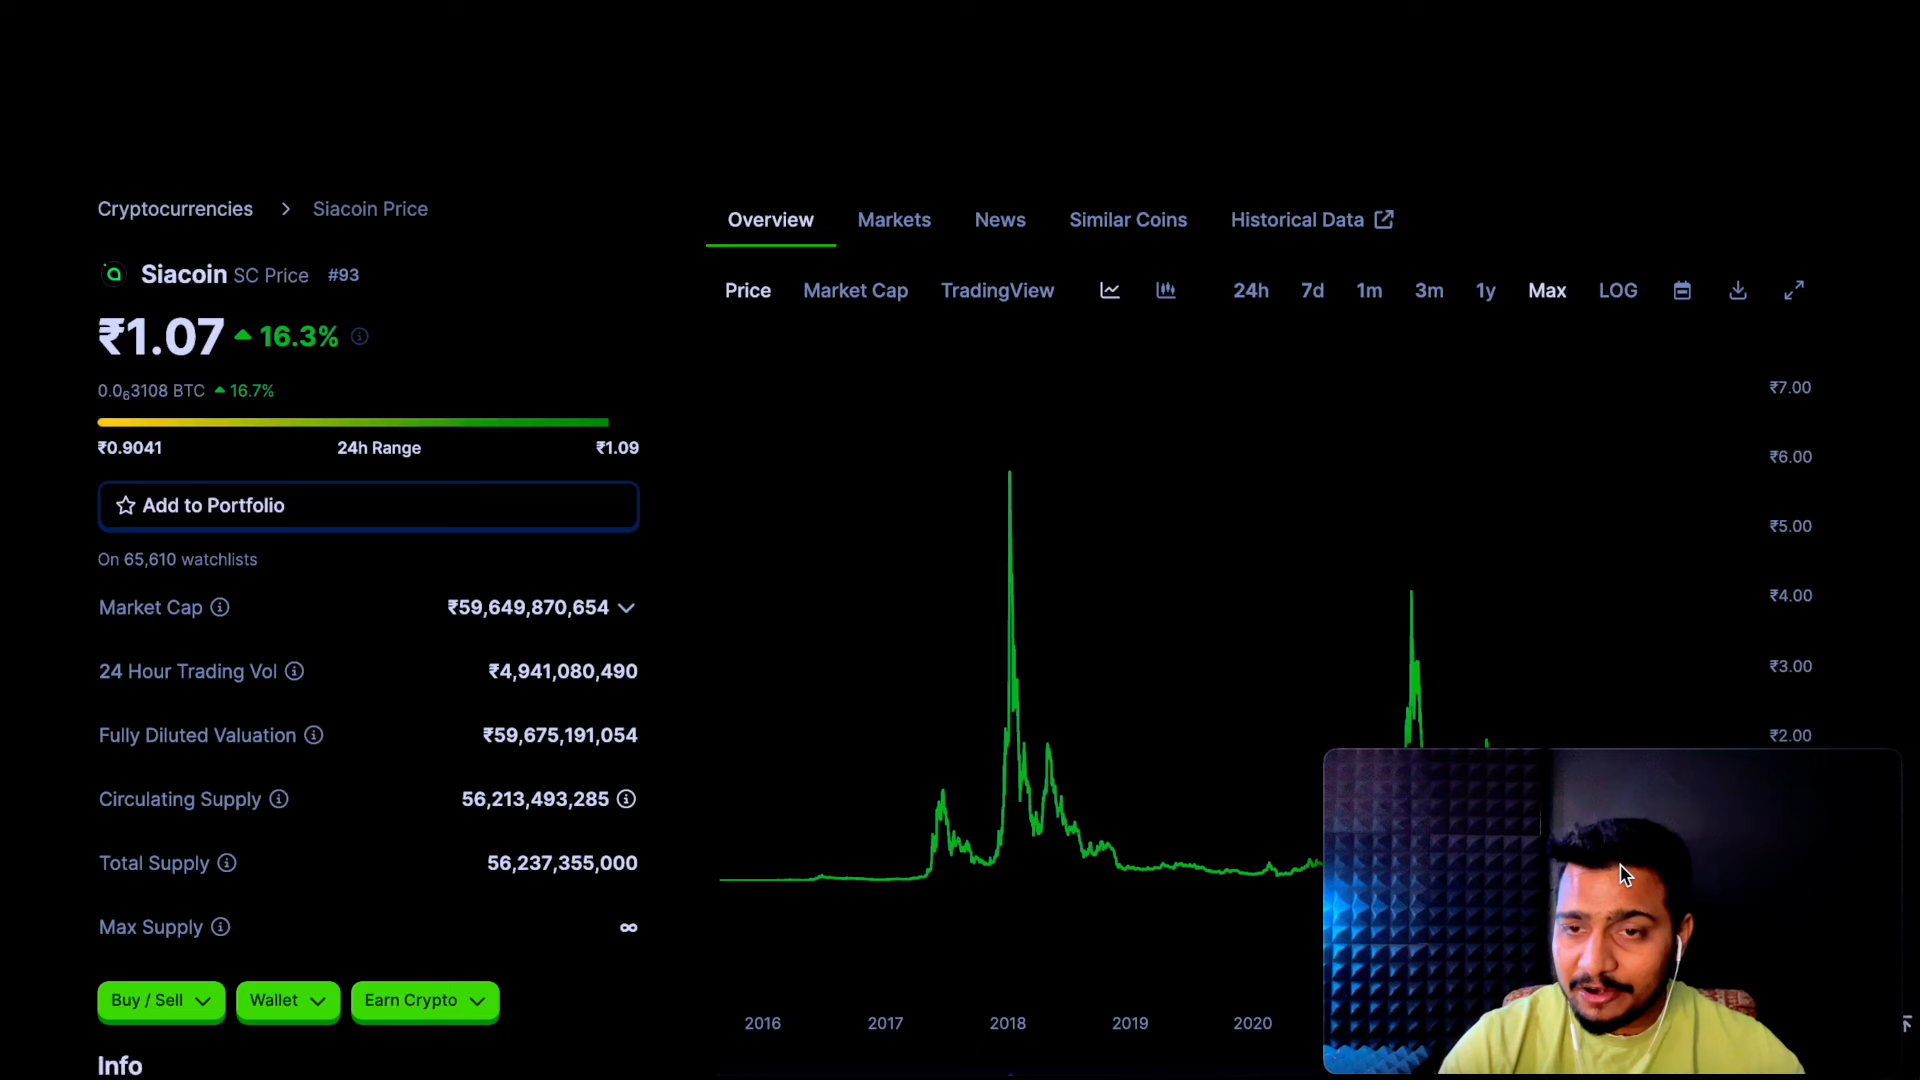 Cryptocurrencies > Siacoin Price
Siacoin SC Price #93
₹1.07 ▲ 16.3%
0.0₆3108 BTC ▲ 16.7%
₹0.9041 24h Range ₹1.09
Add to Portfolio
On 65,610 watchlists
Market Cap ₹59,649,870,654
24 Hour Trading Vol ₹4,941,080,490
Fully Diluted Valuation ₹59,675,191,054
Circulating Supply 56,213,493,285
Total Supply 56,237,355,000
Max Supply ∞
Buy / Sell Wallet Earn Crypto
Info
Overview Markets News Similar Coins Historical Data
Price Market Cap TradingView 24h 7d 1m 3m 1y Max LOG
₹7.00
₹6.00
₹5.00
₹4.00
₹3.00
₹2.00
2016 2017 2018 2019 2020